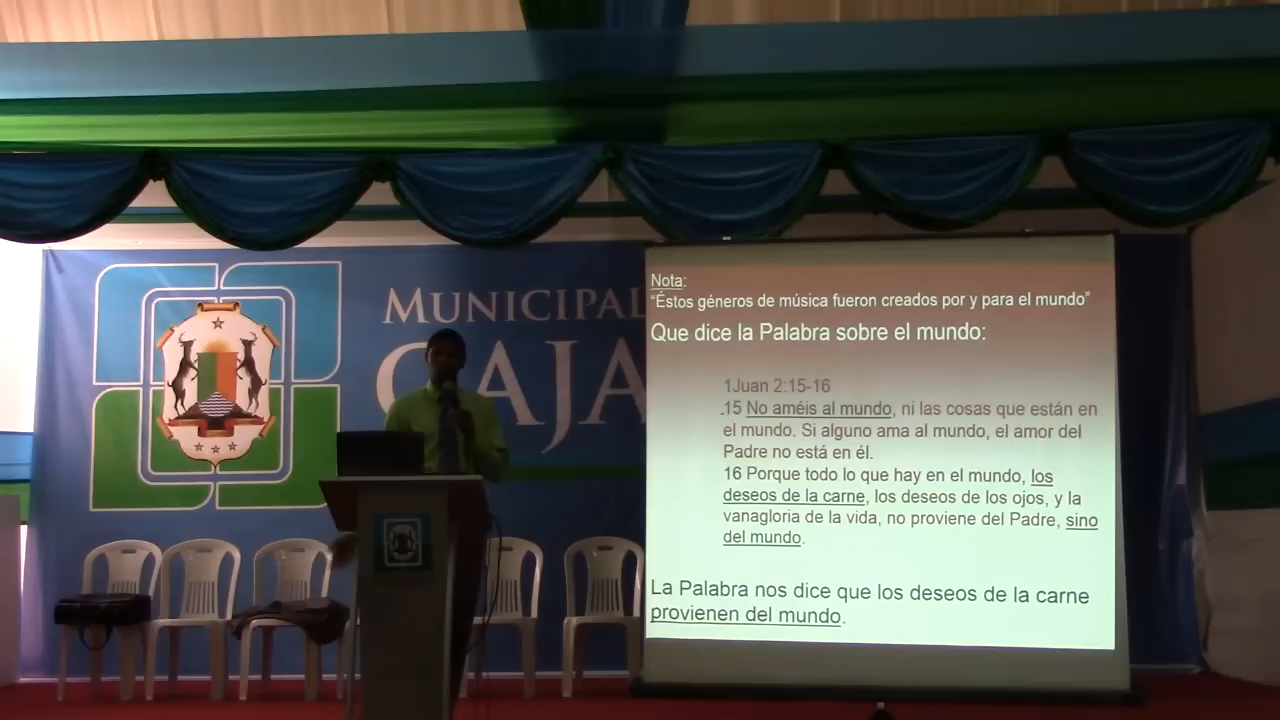 MUNICIPAL
CAJA
Nota:
“Éstos géneros de música fueron creados por y para el mundo”
Que dice la Palabra sobre el mundo:
1Juan 2:15-16
.15 No améis al mundo, ni las cosas que están en
el mundo. Si alguno ama al mundo, el amor del
Padre no está en él.
16 Porque todo lo que hay en el mundo, los
deseos de la carne, los deseos de los ojos, y la
vanagloria de la vida, no proviene del Padre, sino
del mundo.
La Palabra nos dice que los deseos de la carne
provienen del mundo.